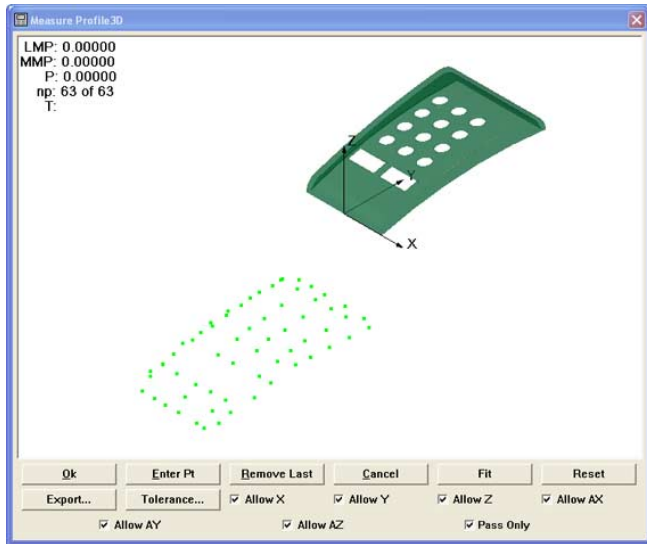 Measure Profile3D
LMP: 0.00000
MMP: 0.00000
P: 0.00000
np: 63 of 63
T:
Z
Y
X
Ok Enter Pt Remove Last Cancel Fit Reset
Export... Tolerance... Allow X Allow Y Allow Z Allow AX
Allow AY Allow AZ Pass Only